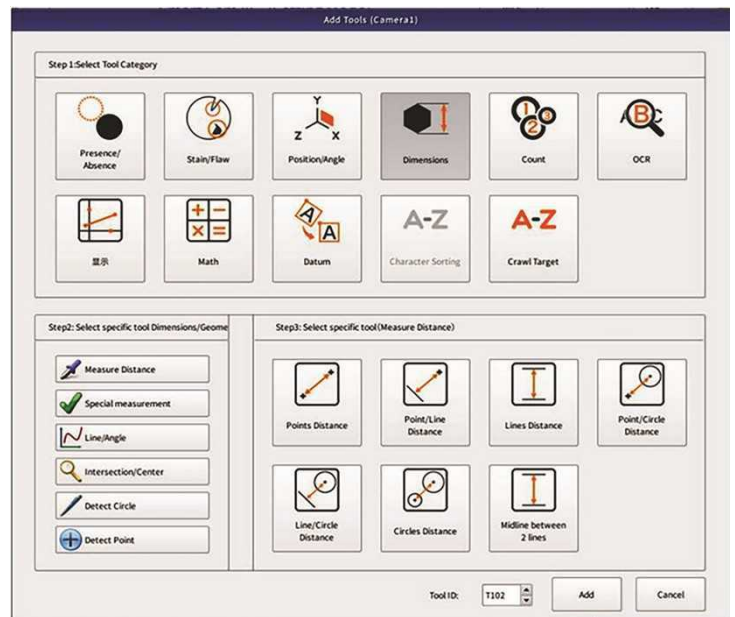 Add Tools (Camera1)
Step 1:Select Tool Category
Presence/
Absence
Stain/Flaw
Position/Angle
Dimensions
Count
OCR
显示
Math
Datum
Character Sorting
Crawl Target
Step2: Select specific tool Dimensions/Geome
Measure Distance
Special measurement
Line/Angle
Intersection/Center
Detect Circle
Detect Point
Step3: Select specific tool(Measure Distance)
Points Distance
Point/Line
Distance
Lines Distance
Point/Circle
Distance
Line/Circle
Distance
Circles Distance
Midline between
2 lines
Tool ID: T102 Add Cancel